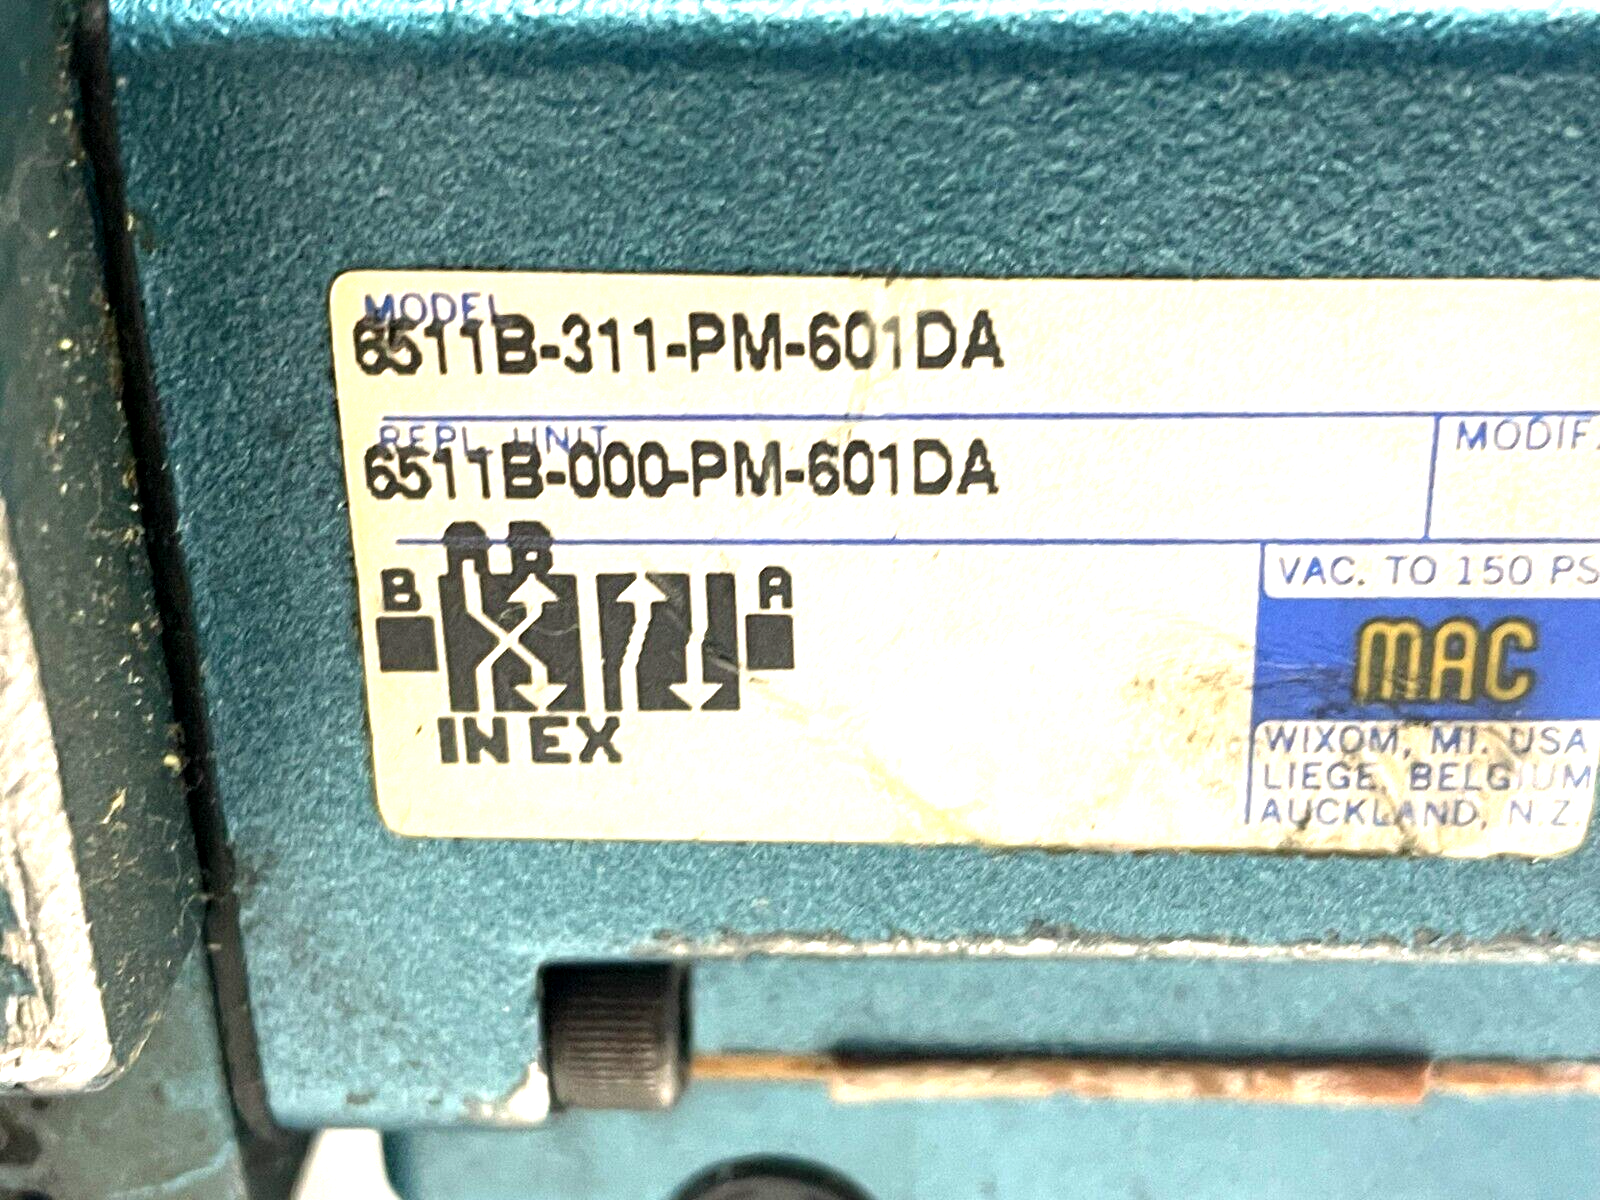 MODEL
6511B-311-PM-601DA
REPL. UNIT
6511B-000-PM-601DA
MODIF.
A B
B A
IN EX
VAC. TO 150 PS
MAC
WIXOM, MI. USA
LIEGE, BELGIUM
AUCKLAND, N.Z.